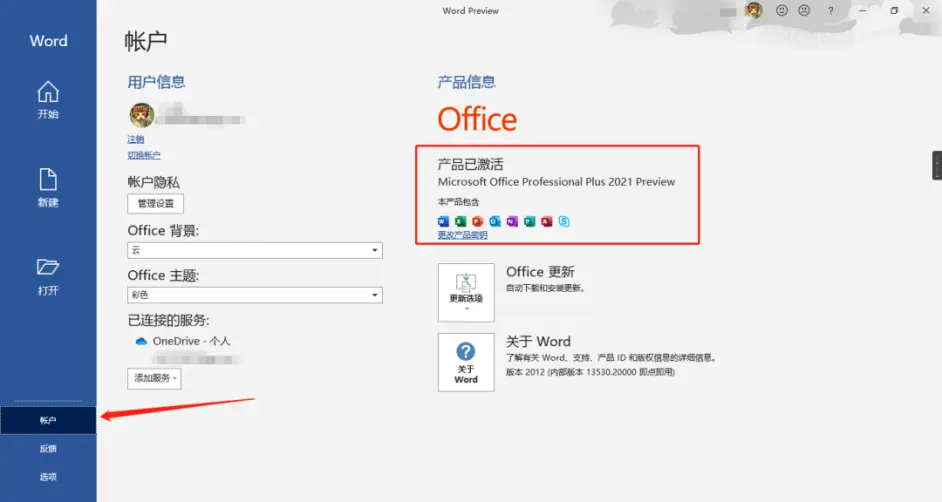 Word Preview
?
Word
开始
新建
打开
帐户
反馈
选项
帐户
用户信息
注销
切换帐户
帐户隐私
管理设置
Office 背景:
云
Office 主题:
彩色
已连接的服务:
OneDrive - 个人
添加服务
产品信息
Office
产品已激活
Microsoft Office Professional Plus 2021 Preview
本产品包含
更改产品密钥
更新选项
Office 更新
自动下载和安装更新。
?
关于
Word
关于 Word
了解有关 Word、支持、产品 ID 和版权信息的详细信息。
版本 2012 (内部版本 13530.20000 即点即用)